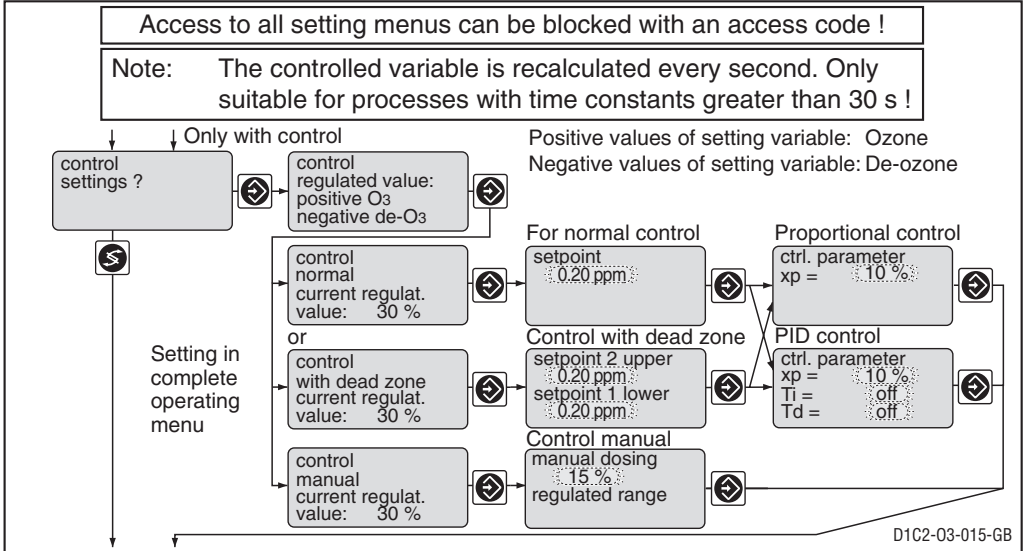 Access to all setting menus can be blocked with an access code !
Note: The controlled variable is recalculated every second. Only
suitable for processes with time constants greater than 30 s !
Only with control
Positive values of setting variable: Ozone
Negative values of setting variable: De-ozone
control
settings ?
control
regulated value:
positive O3
negative de-O3
control
normal
current regulat.
value: 30 %
For normal control
setpoint
0.20 ppm
Proportional control
ctrl. parameter
xp = 10 %
or
Setting in
complete
operating
menu
control
with dead zone
current regulat.
value: 30 %
Control with dead zone
setpoint 2 upper
0.20 ppm
setpoint 1 lower
0.20 ppm
PID control
ctrl. parameter
xp = 10 %
Ti = off
Td = off
control
manual
current regulat.
value: 30 %
Control manual
manual dosing
15 %
regulated range
D1C2-O3-015-GB